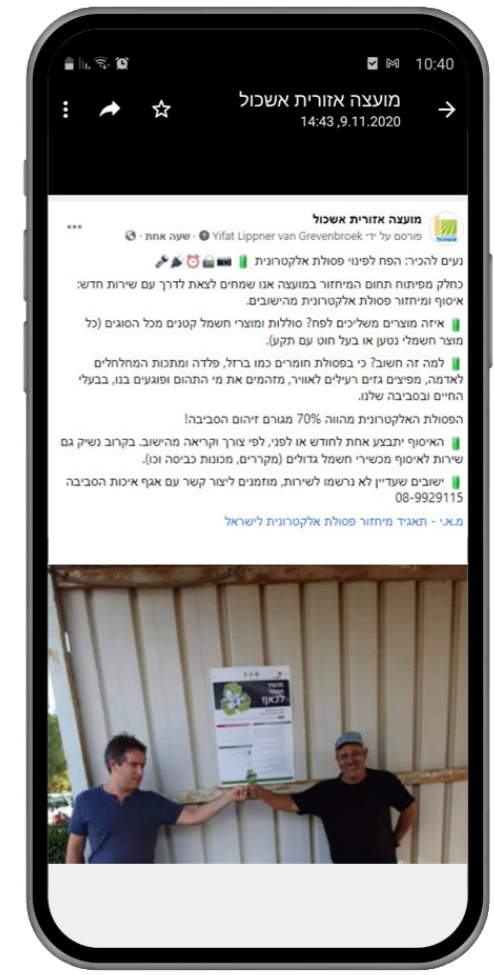 10:40
מועצה אזורית אשכול
14:43 ,9.11.2020
מועצה אזורית אשכול
פורסם על ידי Yifat Lippner van Grevenbroek · שעה אחת ·
נעים להכיר: הפח לפינוי פסולת אלקטרונית 🔋 📷 📠 ⏰ 🔌 🎤
כחלק מפיתוח תחום המיחזור במועצה אנו שמחים לצאת לדרך עם שירות חדש:
איסוף ומיחזור פסולת אלקטרונית מהישובים.
🔋 איזה מוצרים משליכים לפח? סוללות ומוצרי חשמל קטנים מכל הסוגים (כל
מוצר חשמלי נטען או בעל חוט עם תקע).
🔋 למה זה חשוב? כי בפסולת חומרים כמו ברזל, פלדה ומתכות המחלחלים
לאדמה, מפיצים גזים רעילים לאוויר, מזהמים את מי התהום ופוגעים בנו, בבעלי
החיים ובסביבה שלנו.
הפסולת האלקטרונית מהווה 70% מגורם זיהום הסביבה!
🔋 האיסוף יתבצע אחת לחודש או לפני, לפי צורך וקריאה מהישוב. בקרוב נשיק גם
שירות לאיסוף מכשירי חשמל גדולים (מקררים, מכונות כביסה וכו).
🔋 ישובים שעדיין לא נרשמו לשירות, מוזמנים ליצור קשר עם אגף איכות הסביבה
08-9929115
מ.א.י - תאגיד מיחזור פסולת אלקטרונית לישראל
חשמל
לכאן!